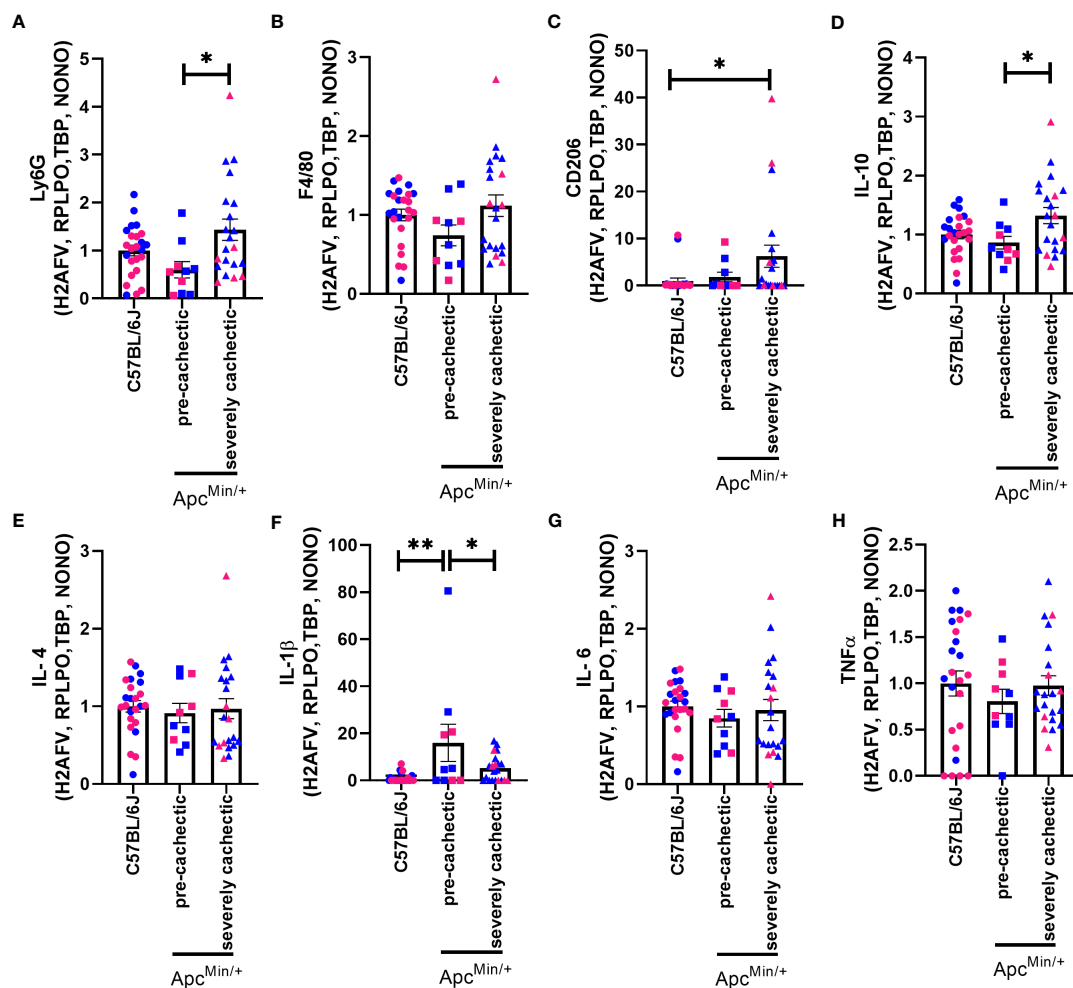 A
Ly6G
(H2AFV, RPLPO,TBP, NONO)
5
4
3
2
1
0
*
C57BL/6J
pre-cachectic
severely cachectic
Apc^Min/+
B
F4/80
(H2AFV, RPLPO,TBP, NONO)
3
2
1
0
C57BL/6J
pre-cachectic
severely cachectic
Apc^Min/+
C
CD206
(H2AFV, RPLPO,TBP, NONO)
50
40
30
20
10
0
*
C57BL/6J
pre-cachectic
severely cachectic
Apc^Min/+
D
IL-10
(H2AFV, RPLPO,TBP, NONO)
4
3
2
1
0
*
C57BL/6J
pre-cachectic
severely cachectic
Apc^Min/+
E
IL- 4
(H2AFV, RPLPO,TBP, NONO)
3
2
1
0
C57BL/6J
pre-cachectic
severely cachectic
Apc^Min/+
F
IL-1β
(H2AFV, RPLPO,TBP, NONO)
100
80
60
40
20
0
**
*
C57BL/6J
pre-cachectic
severely cachectic
Apc^Min/+
G
IL- 6
(H2AFV, RPLPO,TBP, NONO)
3
2
1
0
C57BL/6J
pre-cachectic
severely cachectic
Apc^Min/+
H
TNFα
(H2AFV, RPLPO,TBP, NONO)
2.5
2.0
1.5
1.0
0.5
0.0
C57BL/6J
pre-cachectic
severely cachectic
Apc^Min/+